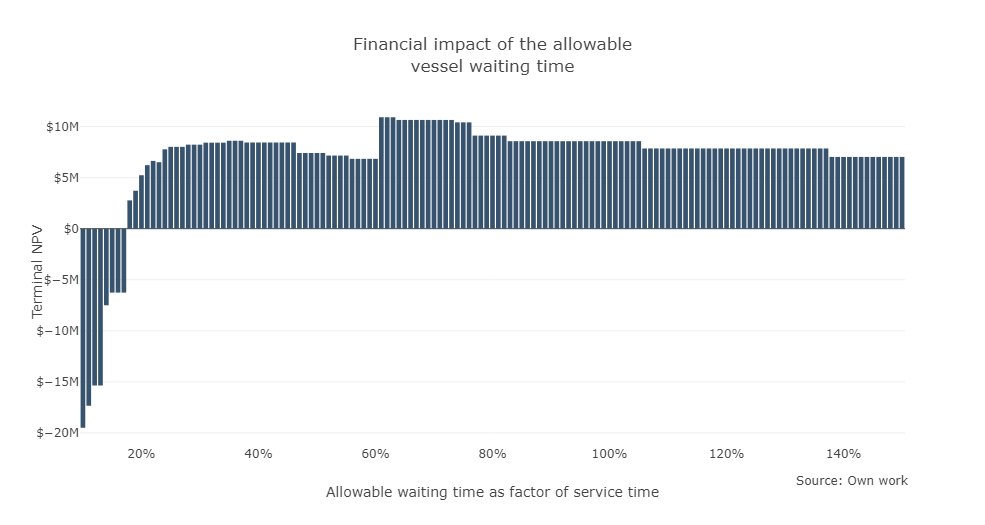 Financial impact of the allowable
vessel waiting time
Terminal NPV
$10M
$5M
$0
$−5M
$−10M
$−15M
$−20M
20%
40%
60%
80%
100%
120%
140%
Source: Own work
Allowable waiting time as factor of service time